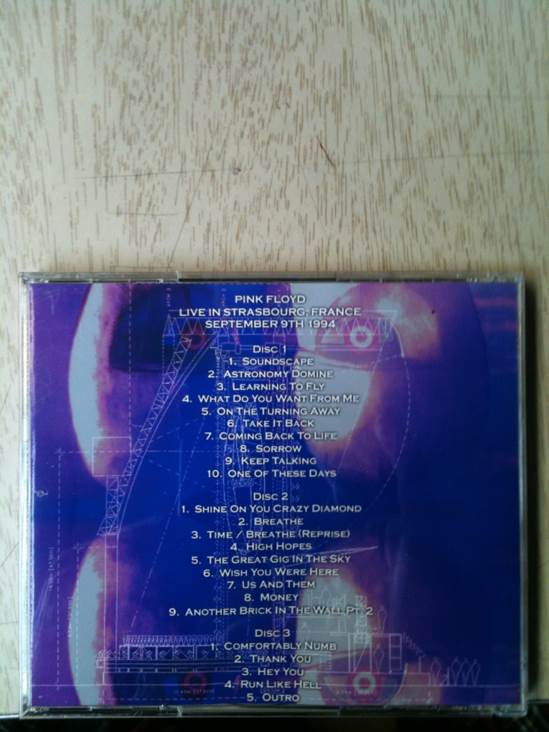 PINK FLOYD
LIVE IN STRASBOURG, FRANCE
SEPTEMBER 9TH 1994
DISC 1
1. SOUNDSCAPE
2. ASTRONOMY DOMINE
3. LEARNING TO FLY
4. WHAT DO YOU WANT FROM ME
5. ON THE TURNING AWAY
6. TAKE IT BACK
7. COMING BACK TO LIFE
8. SORROW
9. KEEP TALKING
10. ONE OF THESE DAYS
DISC 2
1. SHINE ON YOU CRAZY DIAMOND
2. BREATHE
3. TIME / BREATHE (REPRISE)
4. HIGH HOPES
5. THE GREAT GIG IN THE SKY
6. WISH YOU WERE HERE
7. US AND THEM
8. MONEY
9. ANOTHER BRICK IN THE WALL PT. 2
DISC 3
1. COMFORTABLY NUMB
2. THANK YOU
3. HEY YOU
4. RUN LIKE HELL
5. OUTRO